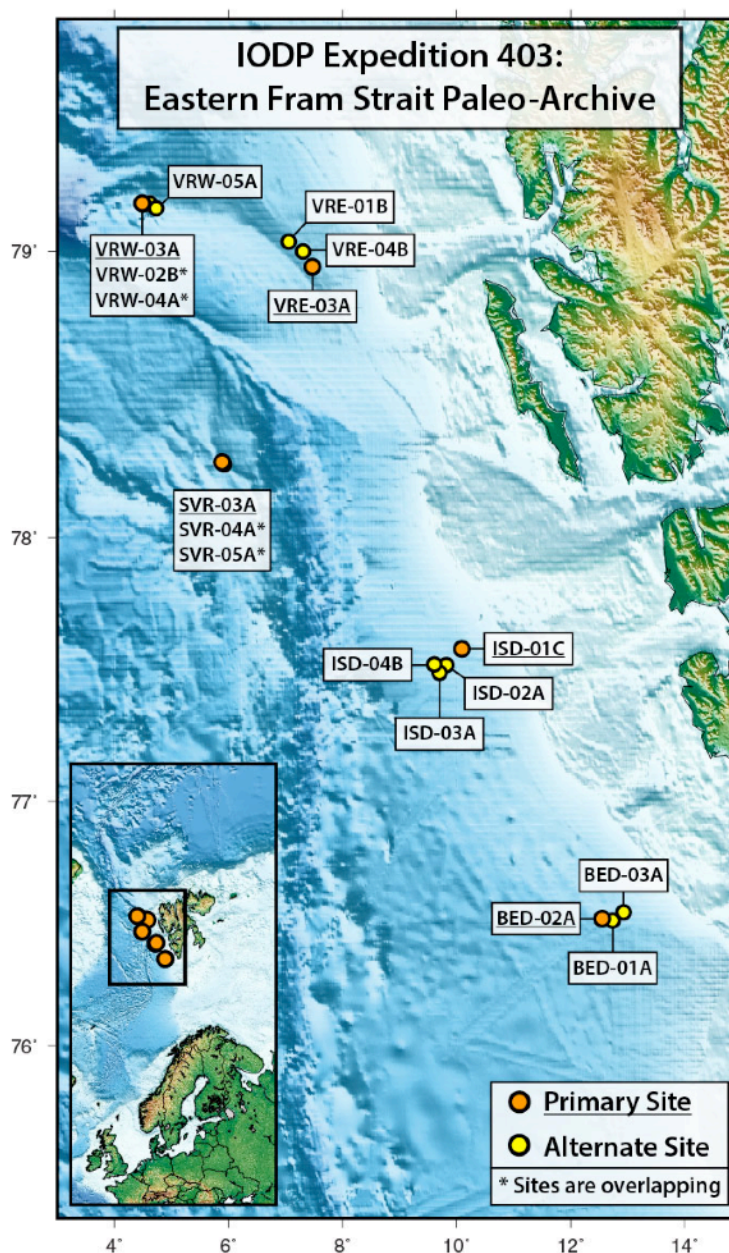 IODP Expedition 403:
Eastern Fram Strait Paleo-Archive
VRW-05A
VRE-01B
VRE-04B
79°
VRW-03A
VRW-02B*
VRW-04A*
VRE-03A
SVR-03A
SVR-04A*
SVR-05A*
78°
ISD-01C
ISD-04B
ISD-02A
ISD-03A
77°
BED-03A
BED-02A
BED-01A
76°
Primary Site
Alternate Site
* Sites are overlapping
4° 6° 8° 10° 12° 14°